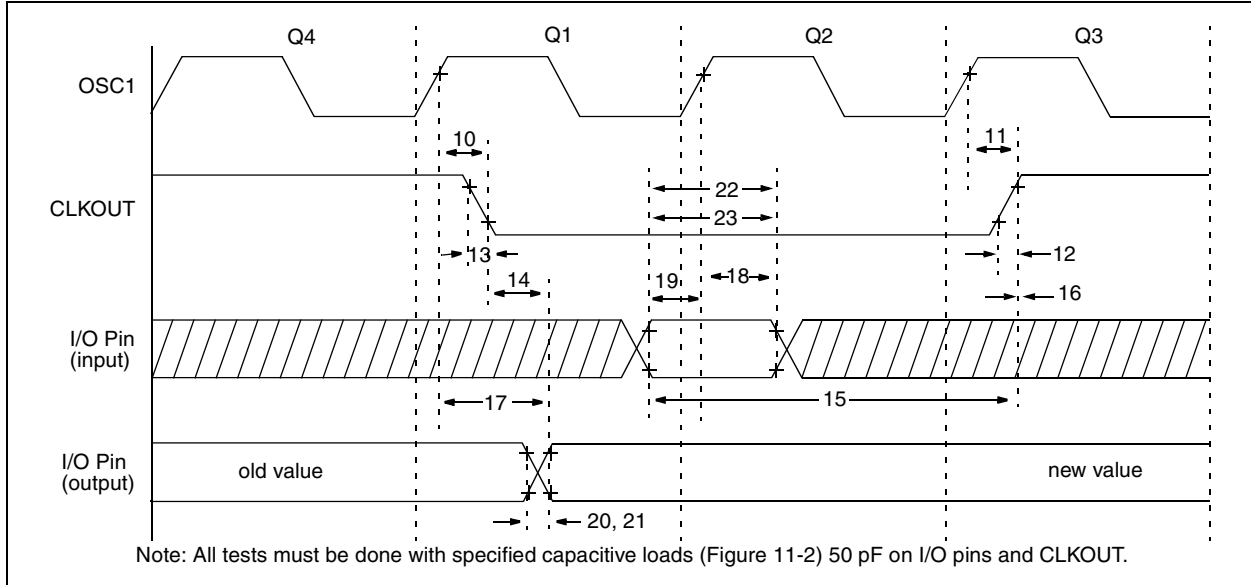 Q4 Q1 Q2 Q3
OSC1
10 11
22
CLKOUT
23
13 12
14 19 18
16
I/O Pin
(input)
17 15
I/O Pin
(output)
old value new value
20, 21
Note: All tests must be done with specified capacitive loads (Figure 11-2) 50 pF on I/O pins and CLKOUT.